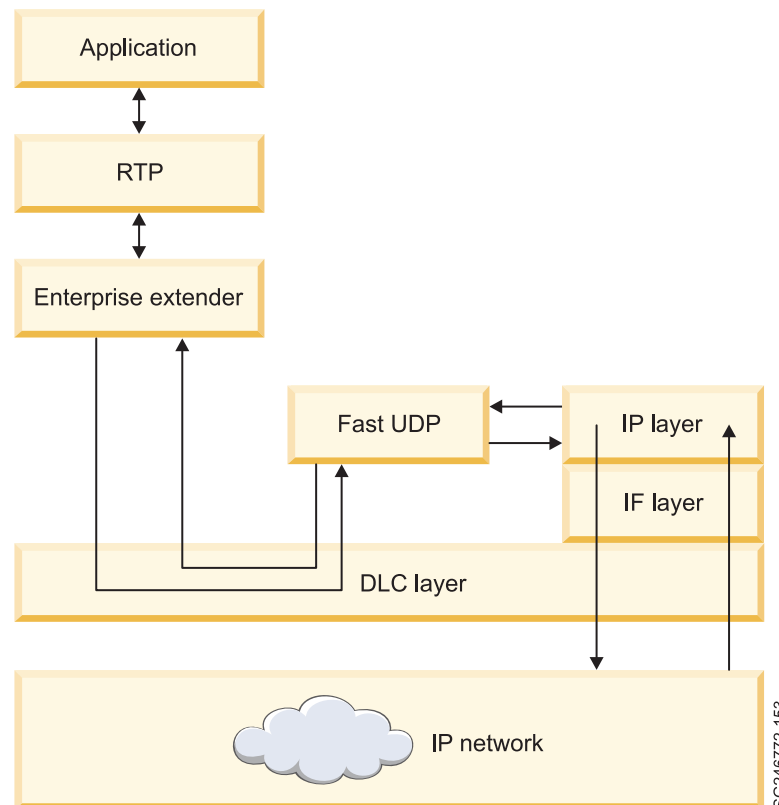 Application
RTP
Enterprise extender
Fast UDP
IP layer
IF layer
DLC layer
IP network